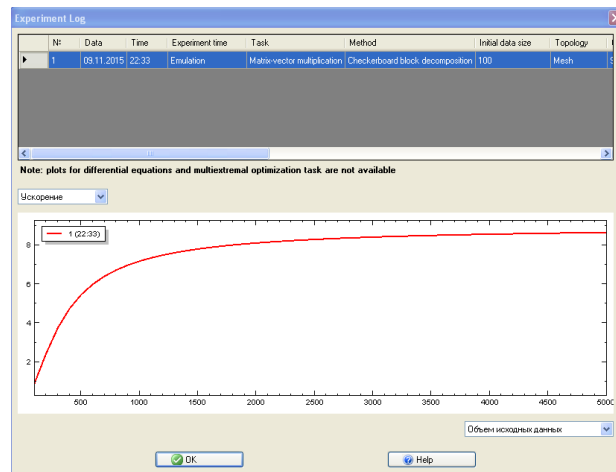 Experiment Log
№ Data Time Experiment time Task Method Initial data size Topology
1 09.11.2015 22:33 Emulation Matrix-vector multiplication Checkerboard block decomposition 100 Mesh
Note: plots for differential equations and multiextremal optimization task are not available
Ускорение
1 (22:33)
8
6
4
2
500 1000 1500 2000 2500 3000 3500 4000 4500 5000
Объем исходных данных
OK Help